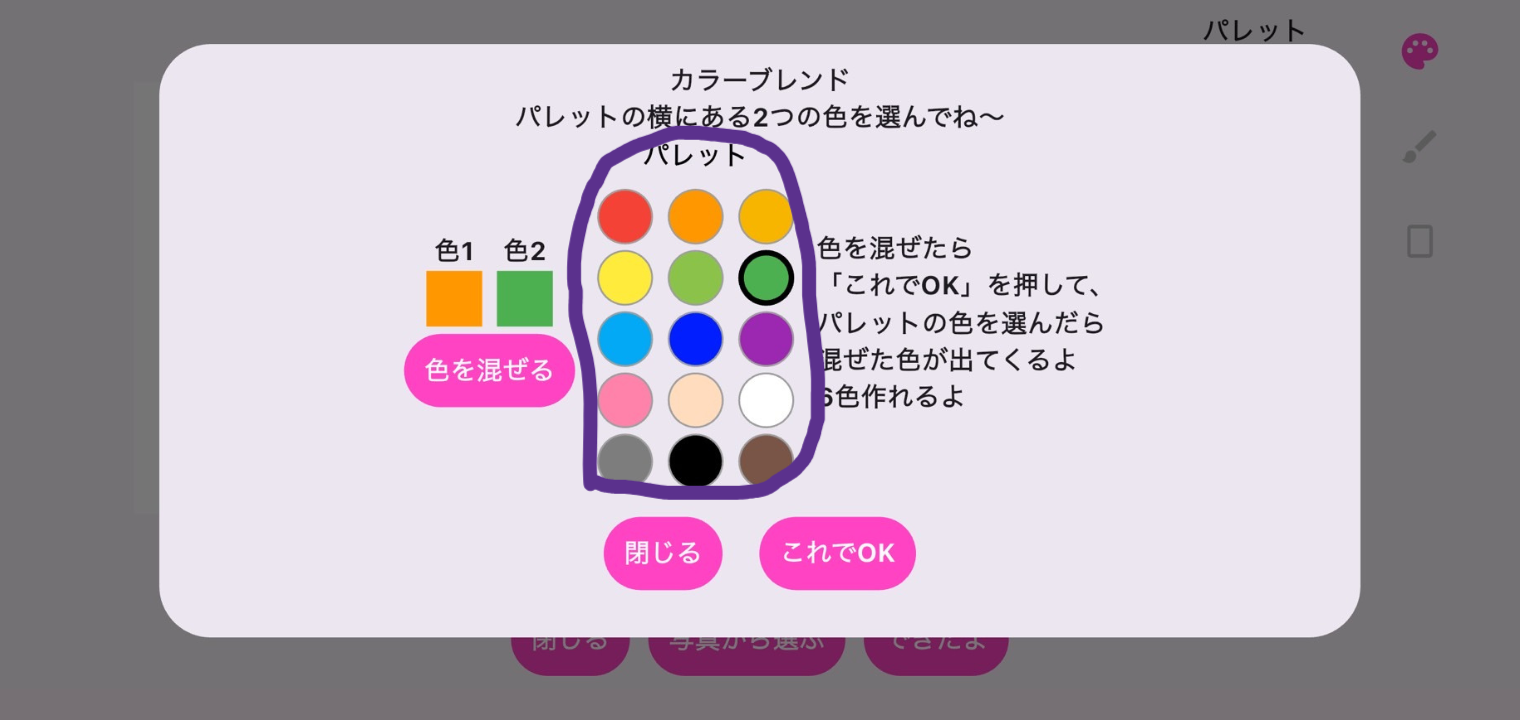 パレット
カラーブレンド
パレットの横にある2つの色を選んでね〜
パレット
色1 色2
色を混ぜる
色を混ぜたら
「これでOK」を押して、
パレットの色を選んだら
混ぜた色が出てくるよ
6色作れるよ
閉じる これでOK
閉じる 写真から選ぶ できたよ